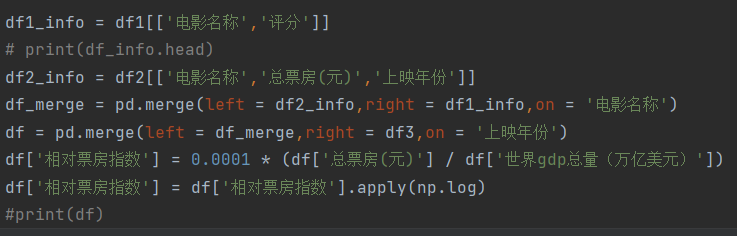 df1_info = df1[['电影名称','评分']]
# print(df_info.head)
df2_info = df2[['电影名称','总票房(元)','上映年份']]
df_merge = pd.merge(left = df2_info,right = df1_info,on = '电影名称')
df = pd.merge(left = df_merge,right = df3,on = '上映年份')
df['相对票房指数'] = 0.0001 * (df['总票房(元)'] / df['世界gdp总量（万亿美元）'])
df['相对票房指数'] = df['相对票房指数'].apply(np.log)
#print(df)